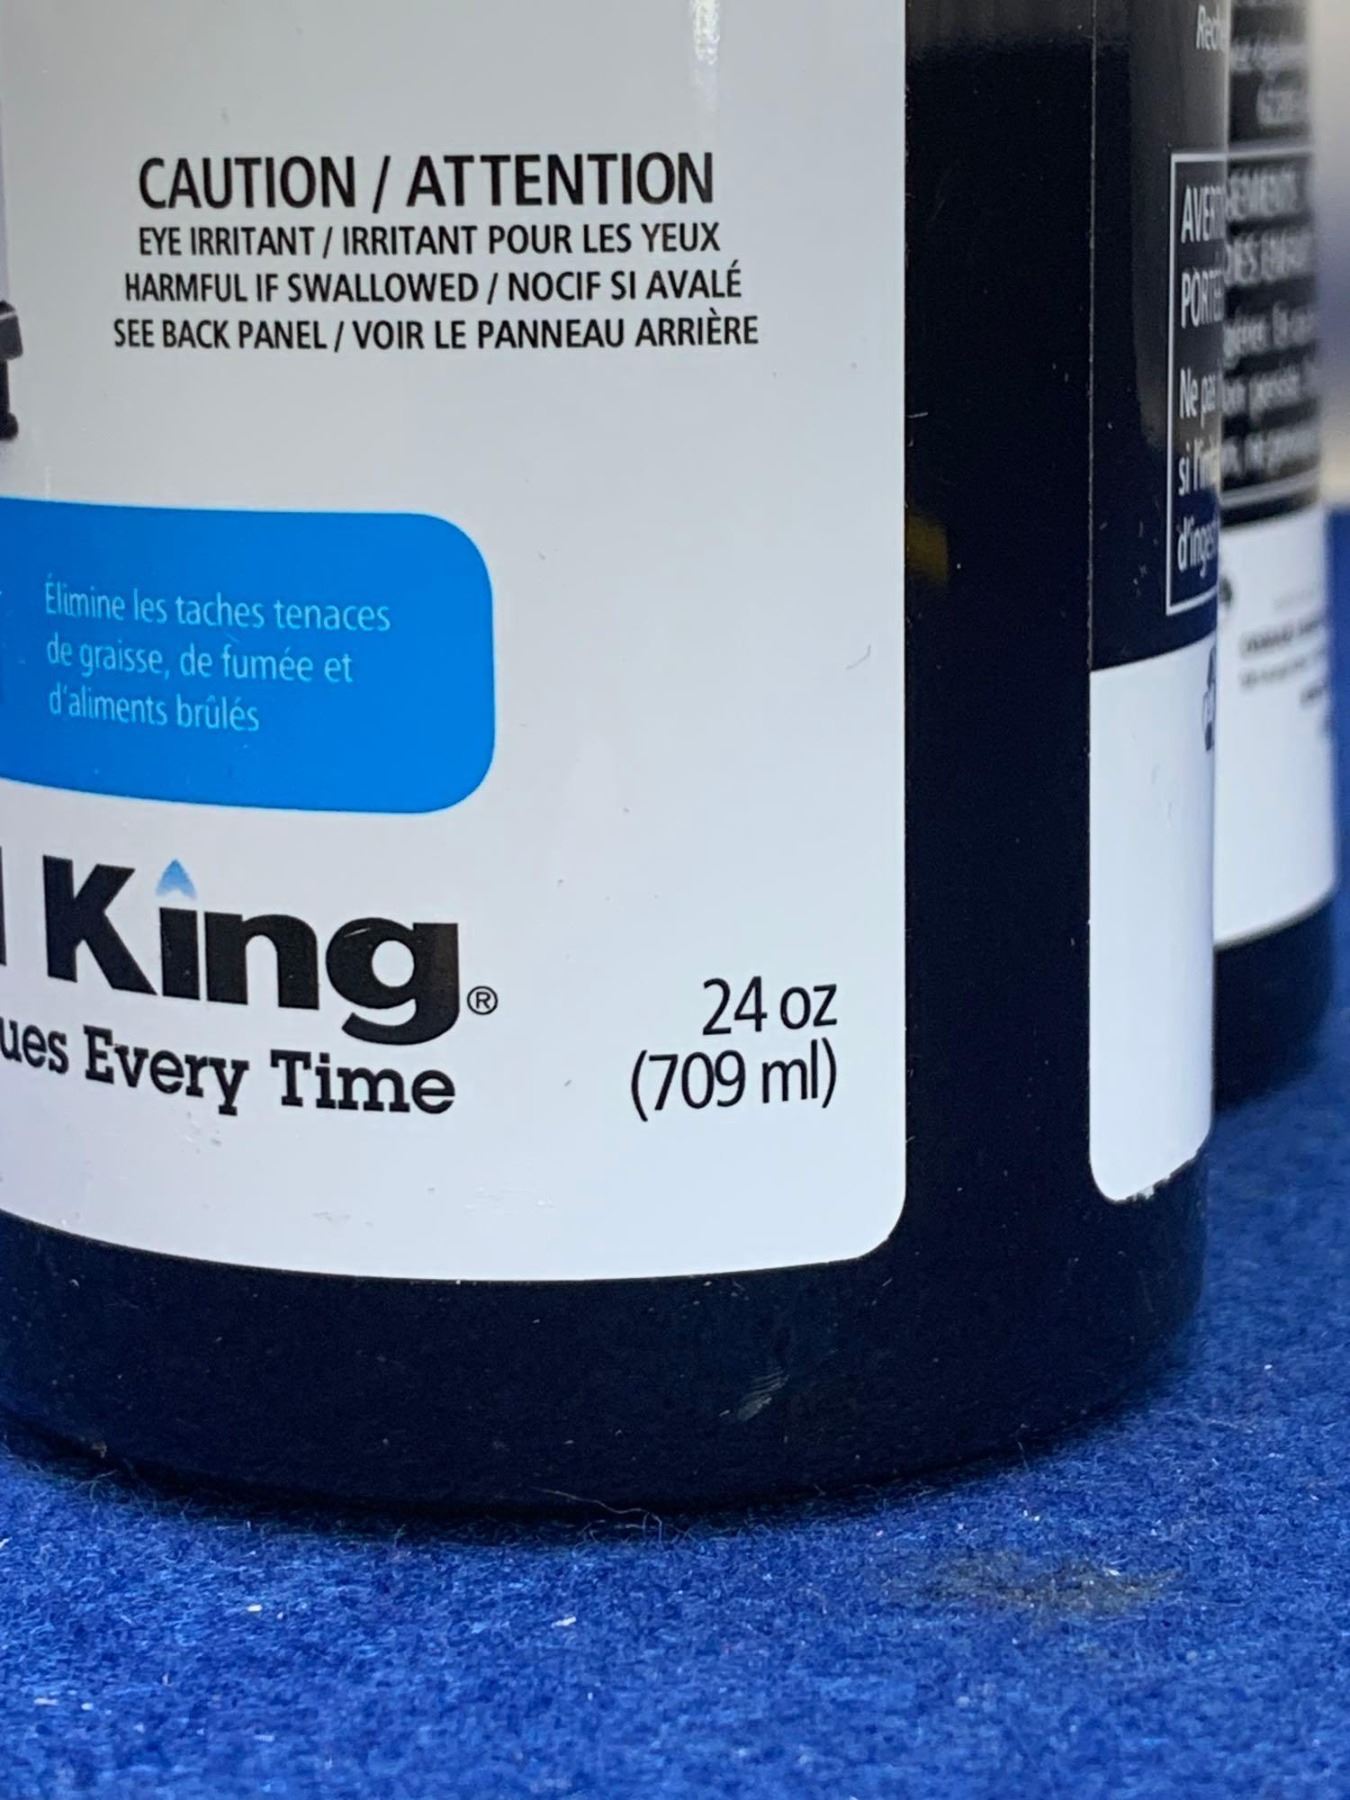 CAUTION / ATTENTION
EYE IRRITANT / IRRITANT POUR LES YEUX
HARMFUL IF SWALLOWED / NOCIF SI AVALÉ
SEE BACK PANEL / VOIR LE PANNEAU ARRIÈRE
Élimine les taches tenaces
de graisse, de fumée et
d'aliments brûlés
King®
ues Every Time
24 oz
(709 ml)
Ne pas